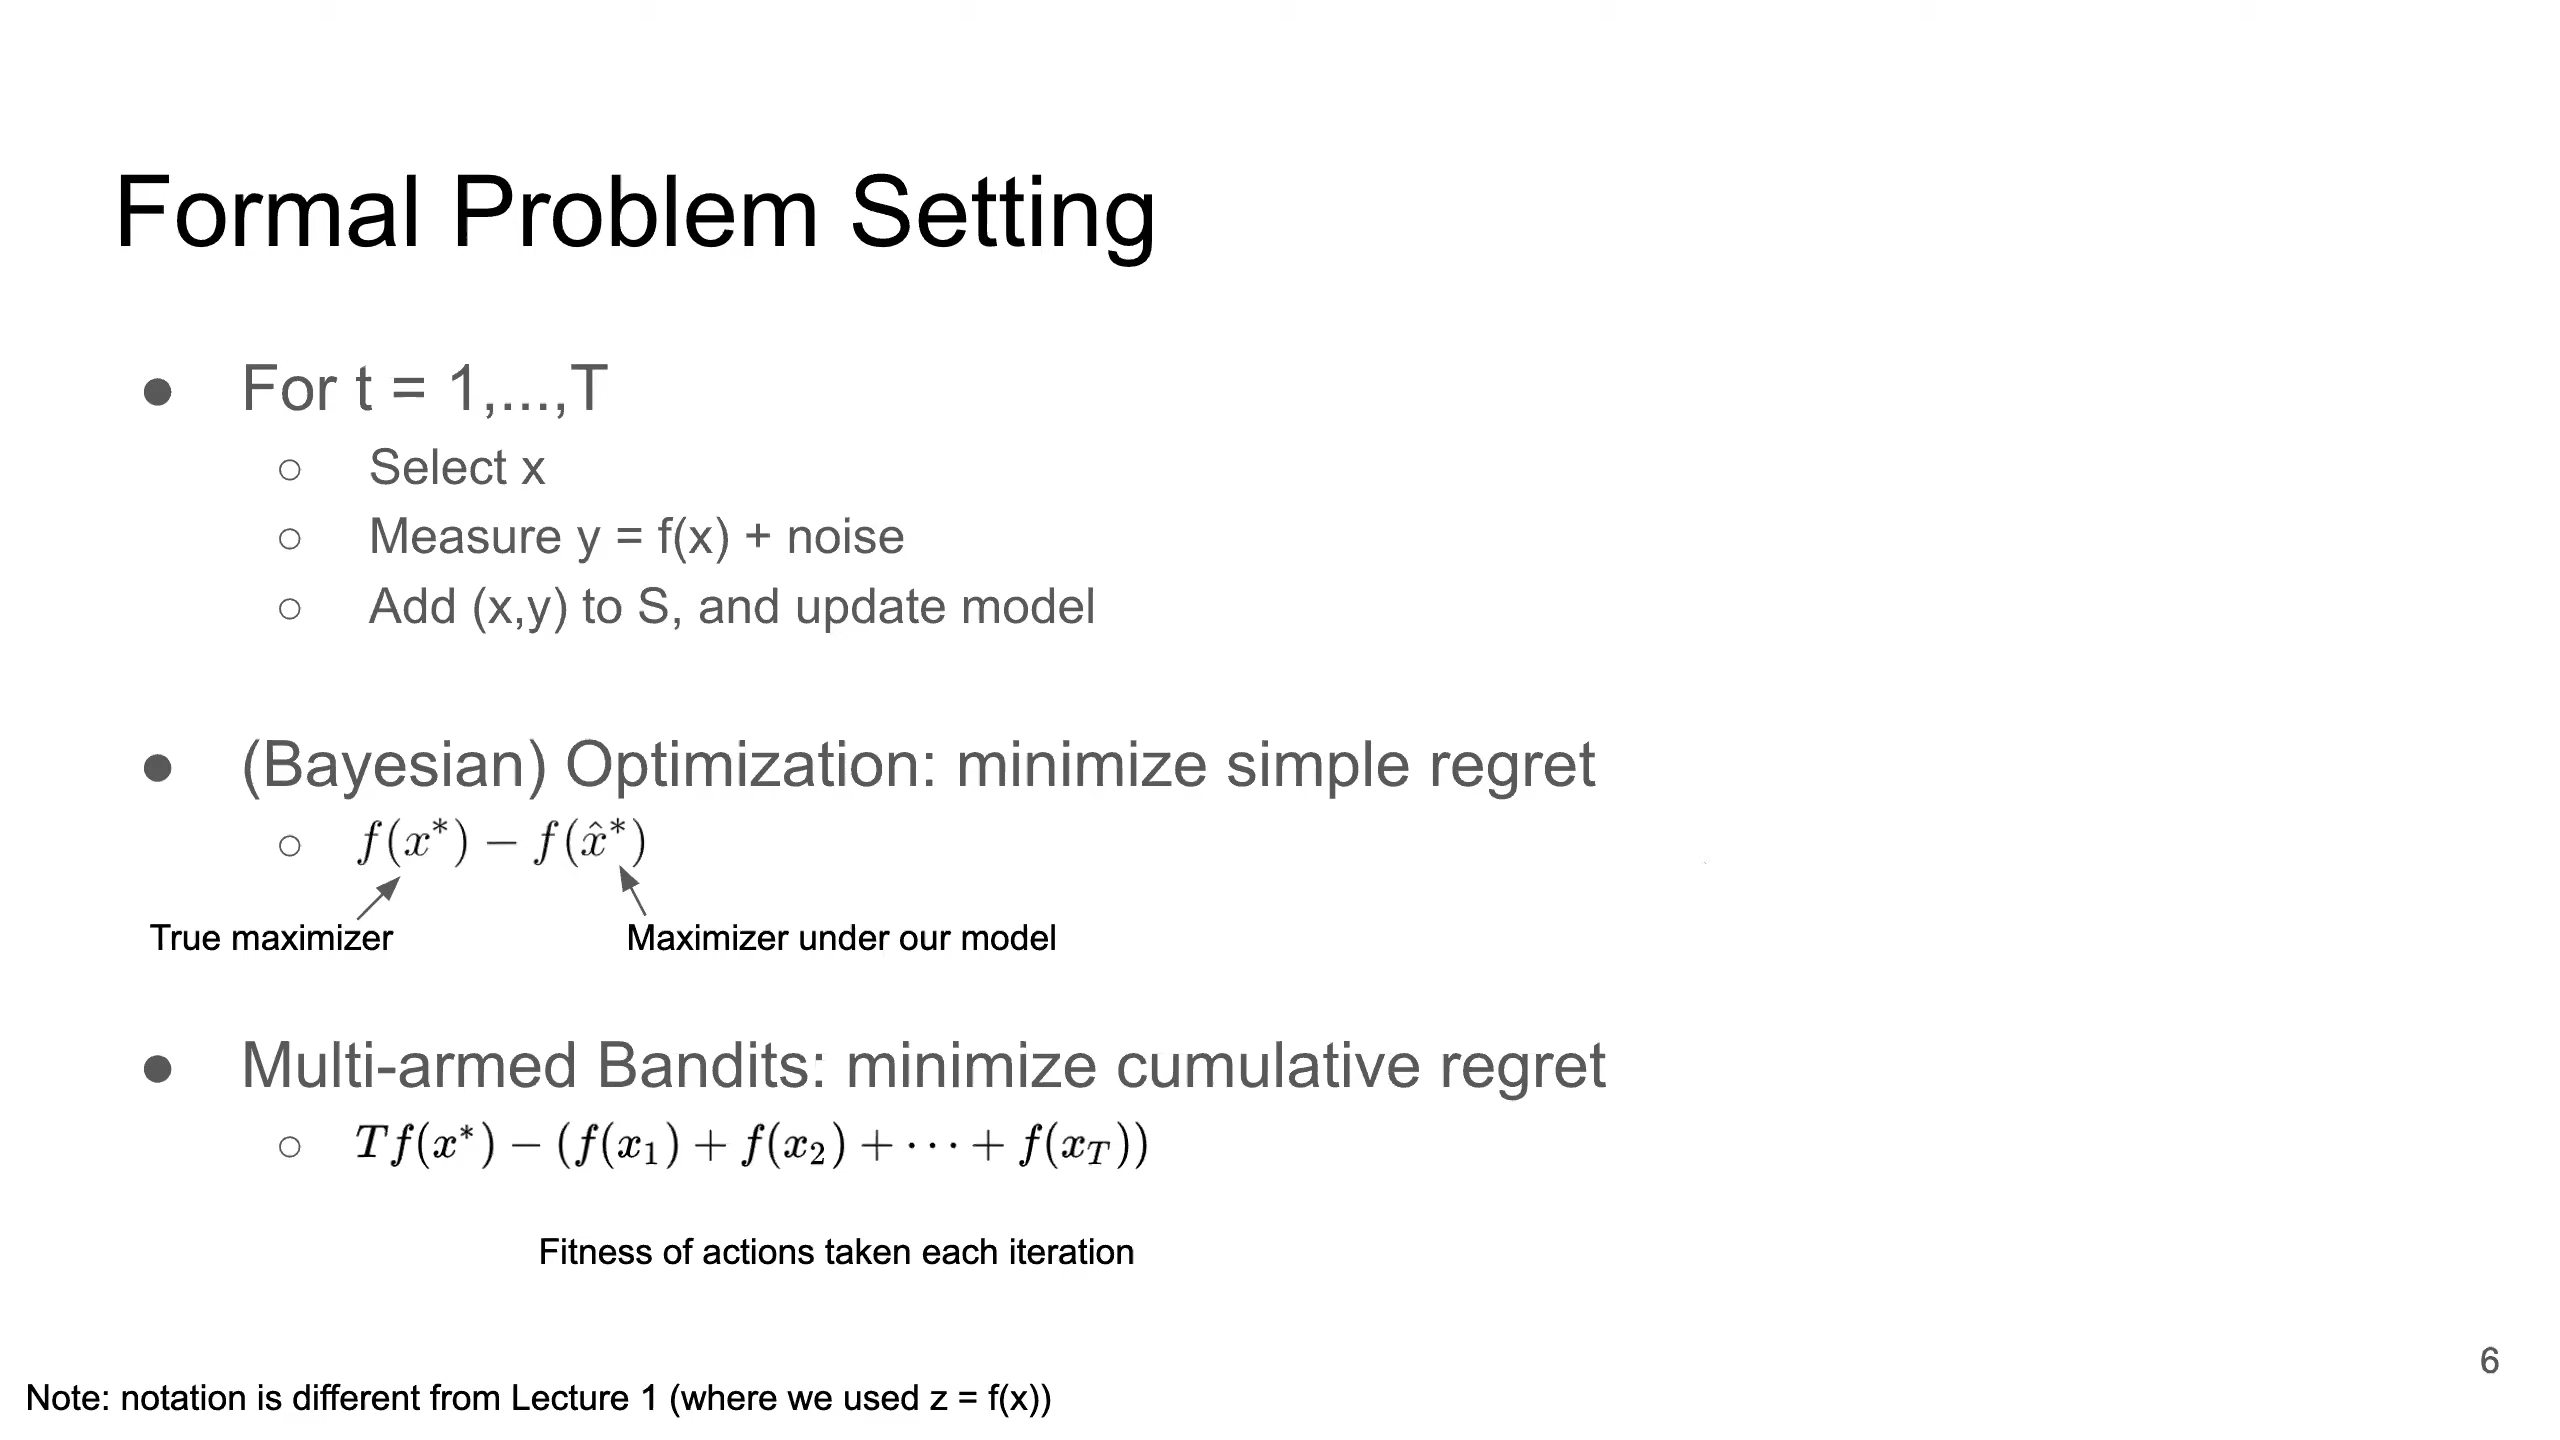 Formal Problem Setting
● For t = 1,...,T
○ Select x
○ Measure y = f(x) + noise
○ Add (x,y) to S, and update model
● (Bayesian) Optimization: minimize simple regret
○ f(x*) − f(x̂*)
True maximizer
Maximizer under our model
● Multi-armed Bandits: minimize cumulative regret
○ Tf(x*) − (f(x₁) + f(x₂) + ⋯ + f(x_T))
Fitness of actions taken each iteration
6
Note: notation is different from Lecture 1 (where we used z = f(x))